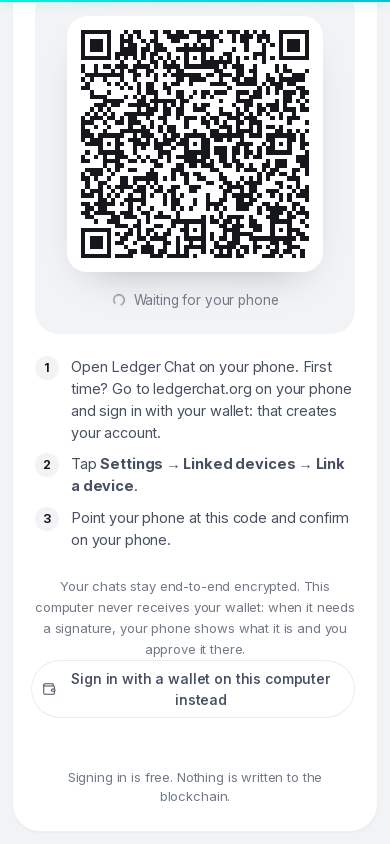 Waiting for your phone
1 Open Ledger Chat on your phone. First
time? Go to ledgerchat.org on your phone
and sign in with your wallet: that creates
your account.
2 Tap Settings → Linked devices → Link
a device.
3 Point your phone at this code and confirm
on your phone.
Your chats stay end-to-end encrypted. This
computer never receives your wallet: when it needs
a signature, your phone shows what it is and you
approve it there.
Sign in with a wallet on this computer
instead
Signing in is free. Nothing is written to the
blockchain.